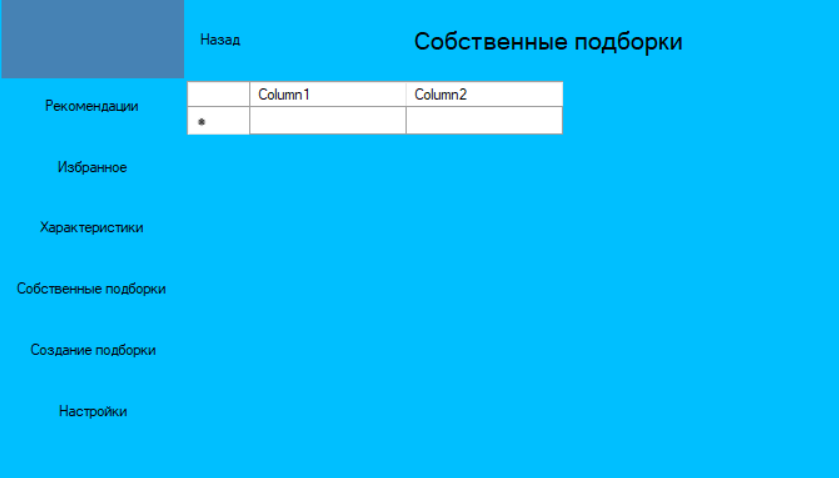 Назад
Собственные подборки
Рекомендации
Column1 Column2
*
Избранное
Характеристики
Собственные подборки
Создание подборки
Настройки